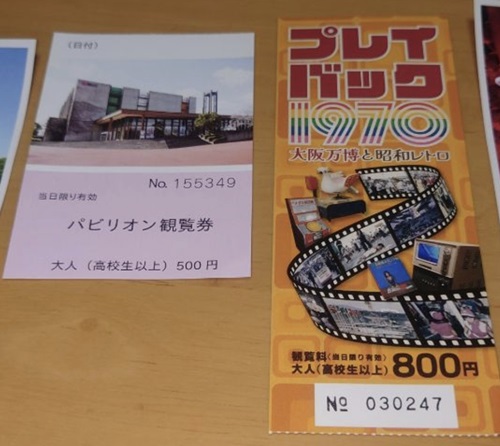 （日付）
No. 155349
当日限り有効
パビリオン観覧券
大人（高校生以上）500円
プレイ
バック
1970
大阪万博と昭和レトロ
観覧料（当日限り有効）
大人（高校生以上）800円
№ 030247